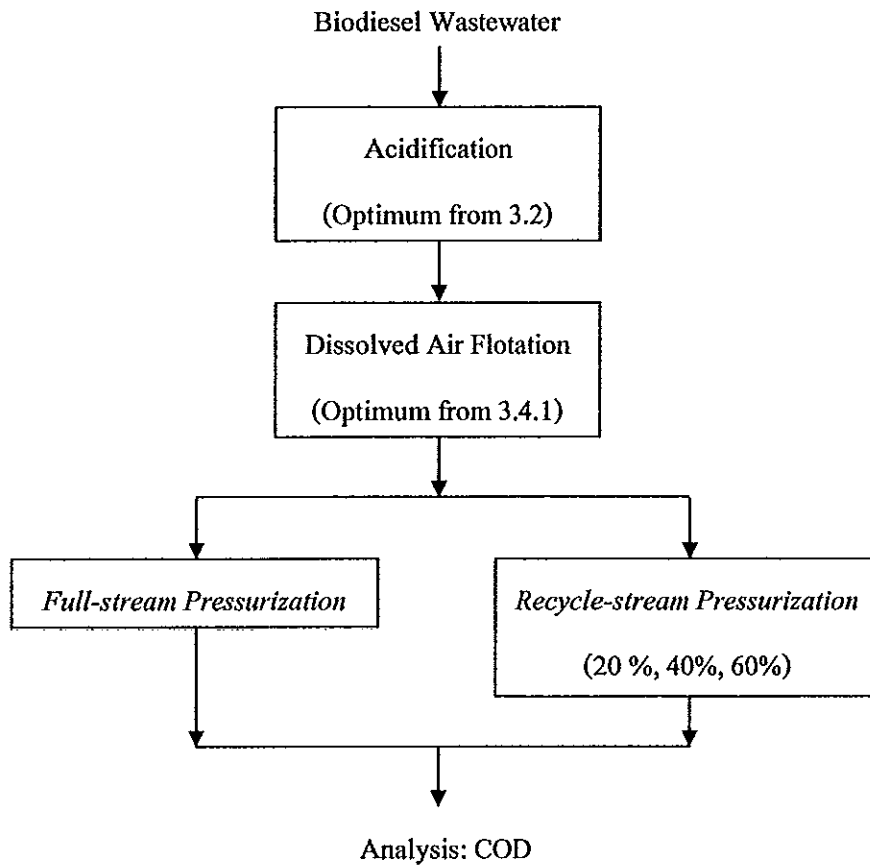 Biodiesel Wastewater
Acidification
(Optimum from 3.2)
Dissolved Air Flotation
(Optimum from 3.4.1)
Full-stream Pressurization
Recycle-stream Pressurization
(20 %, 40%, 60%)
Analysis: COD